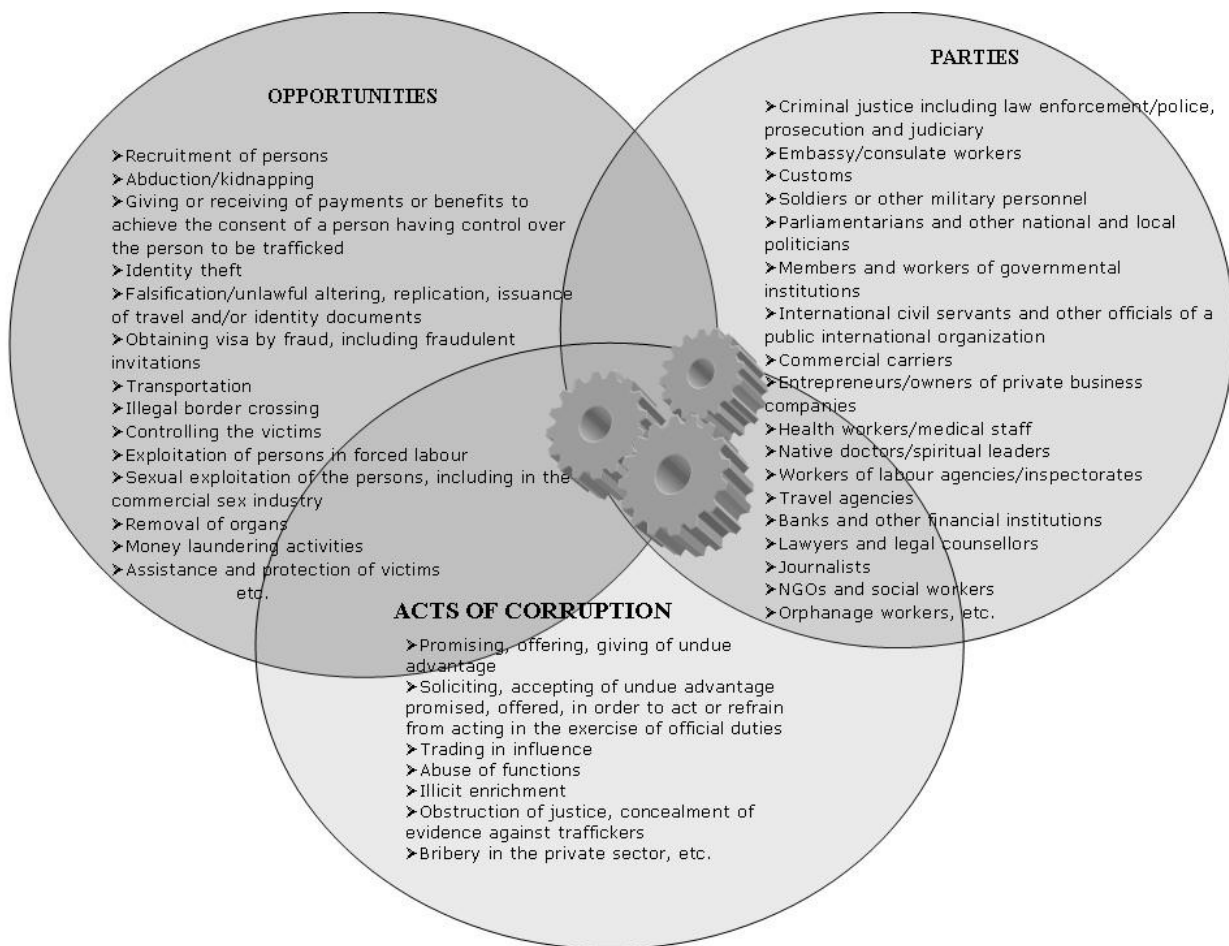 OPPORTUNITIES
➤Recruitment of persons
➤Abduction/kidnapping
➤Giving or receiving of payments or benefits to
achieve the consent of a person having control over
the person to be trafficked
➤Identity theft
➤Falsification/unlawful altering, replication, issuance
of travel and/or identity documents
➤Obtaining visa by fraud, including fraudulent
invitations
➤Transportation
➤Illegal border crossing
➤Controlling the victims
➤Exploitation of persons in forced labour
➤Sexual exploitation of the persons, including in the
commercial sex industry
➤Removal of organs
➤Money laundering activities
➤Assistance and protection of victims
etc.
PARTIES
➤Criminal justice including law enforcement/police,
prosecution and judiciary
➤Embassy/consulate workers
➤Customs
➤Soldiers or other military personnel
➤Parliamentarians and other national and local
politicians
➤Members and workers of governmental
institutions
➤International civil servants and other officials of a
public international organization
➤Commercial carriers
➤Entrepreneurs/owners of private business
companies
➤Health workers/medical staff
➤Native doctors/spiritual leaders
➤Workers of labour agencies/inspectorates
➤Travel agencies
➤Banks and other financial institutions
➤Lawyers and legal counsellors
➤Journalists
➤NGOs and social workers
➤Orphanage workers, etc.
ACTS OF CORRUPTION
➤Promising, offering, giving of undue
advantage
➤Soliciting, accepting of undue advantage
promised, offered, in order to act or refrain
from acting in the exercise of official duties
➤Trading in influence
➤Abuse of functions
➤Illicit enrichment
➤Obstruction of justice, concealment of
evidence against traffickers
➤Bribery in the private sector, etc.